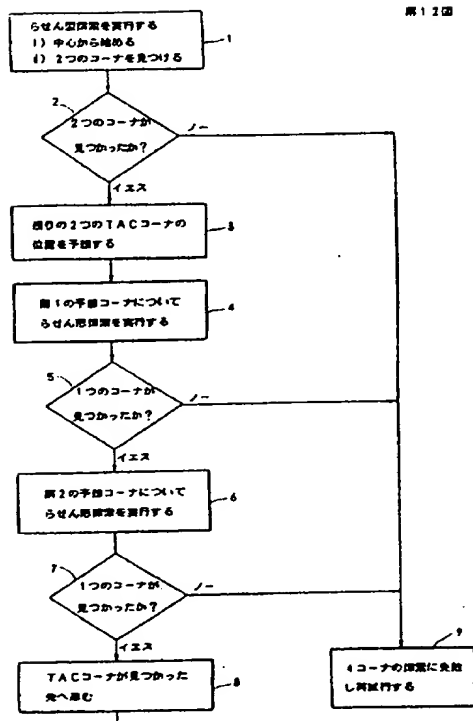 第12図
らせん型探索を実行する
i) 中心から始める
ii) 2つのコーナを見つける
1
2
2つのコーナが
見つかったか?
ノー
イエス
残りの2つのTACコーナの
位置を予想する
3
第1の予想コーナについて
らせん形探索を実行する
4
5
1つのコーナが
見つかったか?
ノー
イエス
第2の予想コーナについて
らせん形探索を実行する
6
7
1つのコーナが
見つかったか?
ノー
イエス
TACコーナが見つかった
先へ進む
8
9
4コーナの探索に失敗
し再試行する